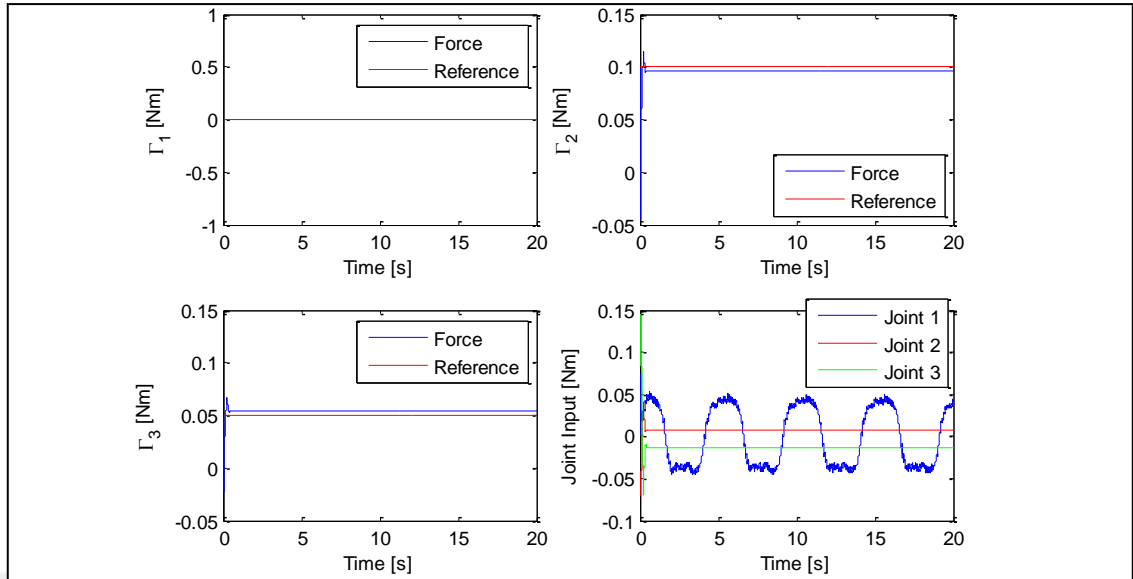 1
0.5
0
-0.5
-1
Γ1 [Nm]
Force
Reference
0 5 10 15 20
Time [s]
0.15
0.1
0.05
0
-0.05
Γ2 [Nm]
Force
Reference
0 5 10 15 20
Time [s]
0.15
0.1
0.05
0
-0.05
Γ3 [Nm]
Force
Reference
0 5 10 15 20
Time [s]
0.15
0.1
0.05
0
-0.05
-0.1
Joint Input [Nm]
Joint 1
Joint 2
Joint 3
0 5 10 15 20
Time [s]